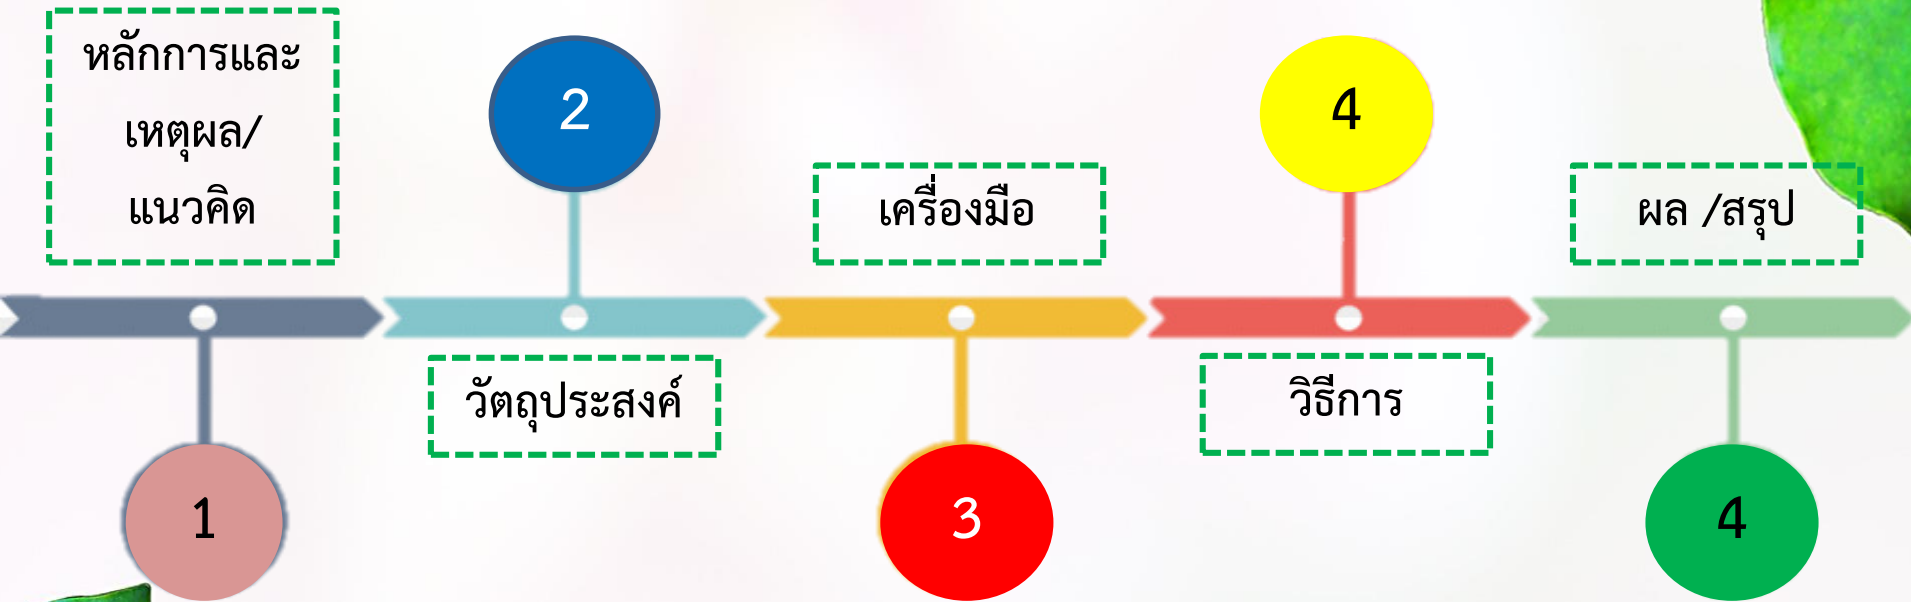 หลักการและ
เหตุผล/
แนวคิด
1
2
วัตถุประสงค์
เครื่องมือ
3
4
วิธีการ
ผล /สรุป
4